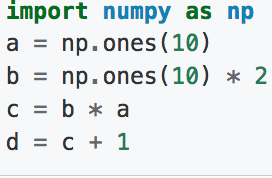 import numpy as np
a = np.ones(10)
b = np.ones(10) * 2
c = b * a
d = c + 1